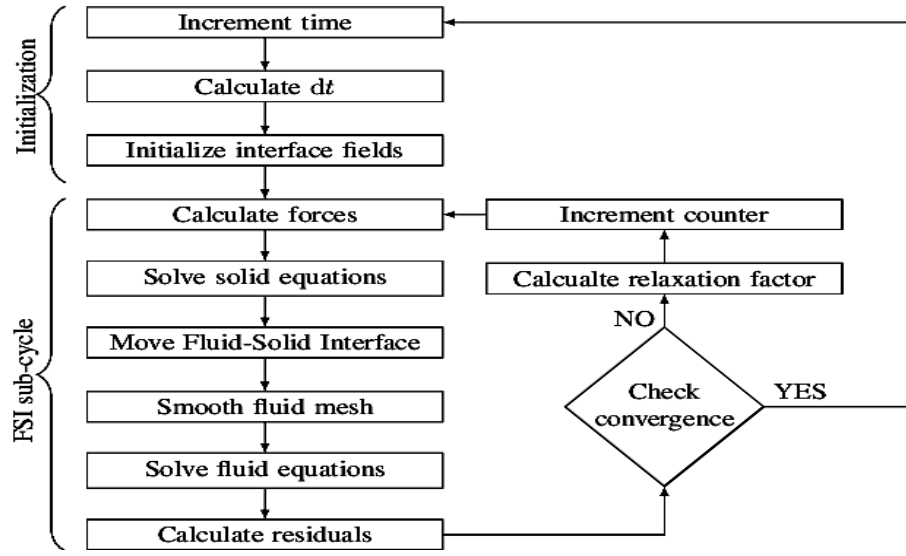 Initialization
Increment time
Calculate dt
Initialize interface fields
FSI sub-cycle
Calculate forces
Solve solid equations
Move Fluid-Solid Interface
Smooth fluid mesh
Solve fluid equations
Calculate residuals
Increment counter
Calcualte relaxation factor
NO
Check
convergence
YES